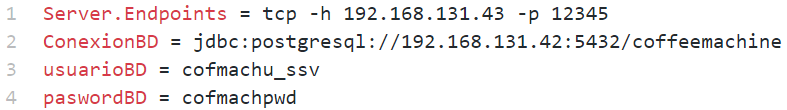 1 Server.Endpoints = tcp -h 192.168.131.43 -p 12345
2 ConexionBD = jdbc:postgresql://192.168.131.42:5432/coffeemachine
3 usuarioBD = cofmachu_ssv
4 paswordBD = cofmachpwd